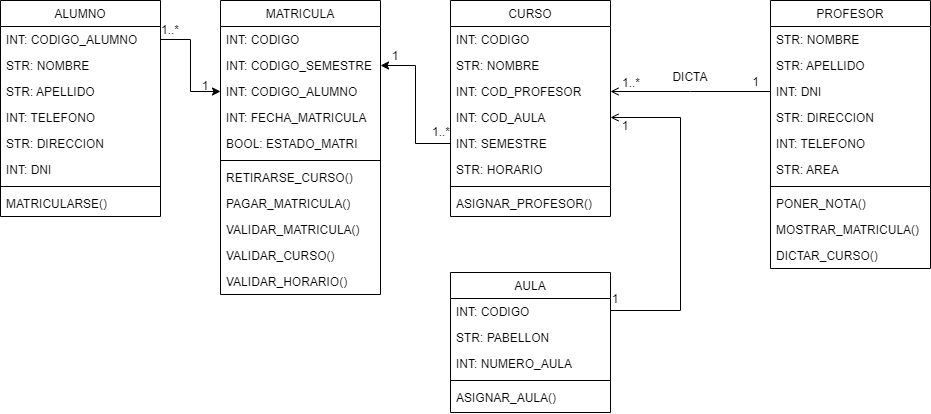 ALUMNO
INT: CODIGO_ALUMNO
STR: NOMBRE
STR: APELLIDO
INT: TELEFONO
STR: DIRECCION
INT: DNI
MATRICULARSE()
1..*
1
MATRICULA
INT: CODIGO
INT: CODIGO_SEMESTRE
INT: CODIGO_ALUMNO
INT: FECHA_MATRICULA
BOOL: ESTADO_MATRI
RETIRARSE_CURSO()
PAGAR_MATRICULA()
VALIDAR_MATRICULA()
VALIDAR_CURSO()
VALIDAR_HORARIO()
1
1..*
CURSO
INT: CODIGO
STR: NOMBRE
INT: COD_PROFESOR
INT: COD_AULA
INT: SEMESTRE
STR: HORARIO
ASIGNAR_PROFESOR()
1..*
DICTA
1
1
PROFESOR
STR: NOMBRE
STR: APELLIDO
INT: DNI
STR: DIRECCION
INT: TELEFONO
STR: AREA
PONER_NOTA()
MOSTRAR_MATRICULA()
DICTAR_CURSO()
AULA
INT: CODIGO
STR: PABELLON
INT: NUMERO_AULA
ASIGNAR_AULA()
1